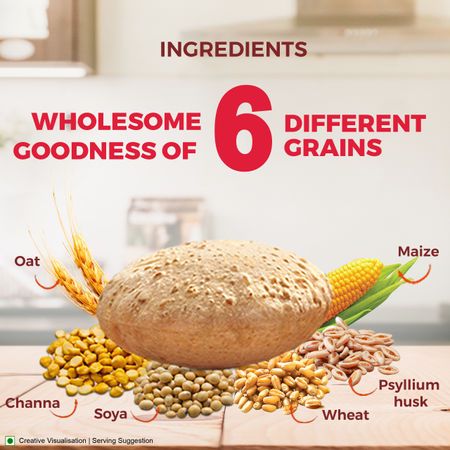 INGREDIENTS
WHOLESOME
GOODNESS OF
6
DIFFERENT
GRAINS
Oat
Maize
Channa
Soya
Wheat
Psyllium
husk
Creative Visualisation | Serving Suggestion